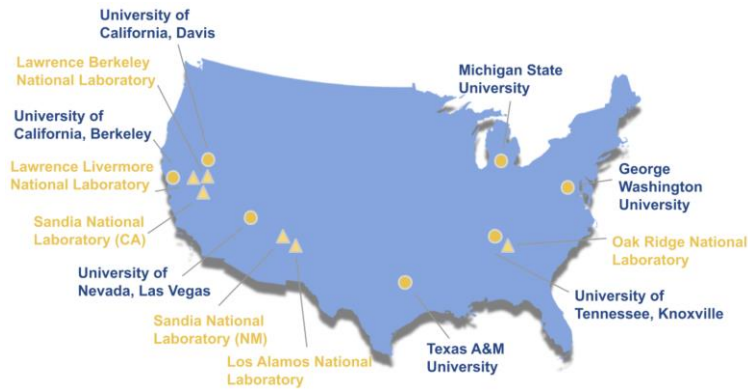 University of
California, Davis
Lawrence Berkeley
National Laboratory
University of
California, Berkeley
Lawrence Livermore
National Laboratory
Sandia National
Laboratory (CA)
University of
Nevada, Las Vegas
Sandia National
Laboratory (NM)
Los Alamos National
Laboratory
Michigan State
University
George
Washington
University
Oak Ridge National
Laboratory
University of
Tennessee, Knoxville
Texas A&M
University